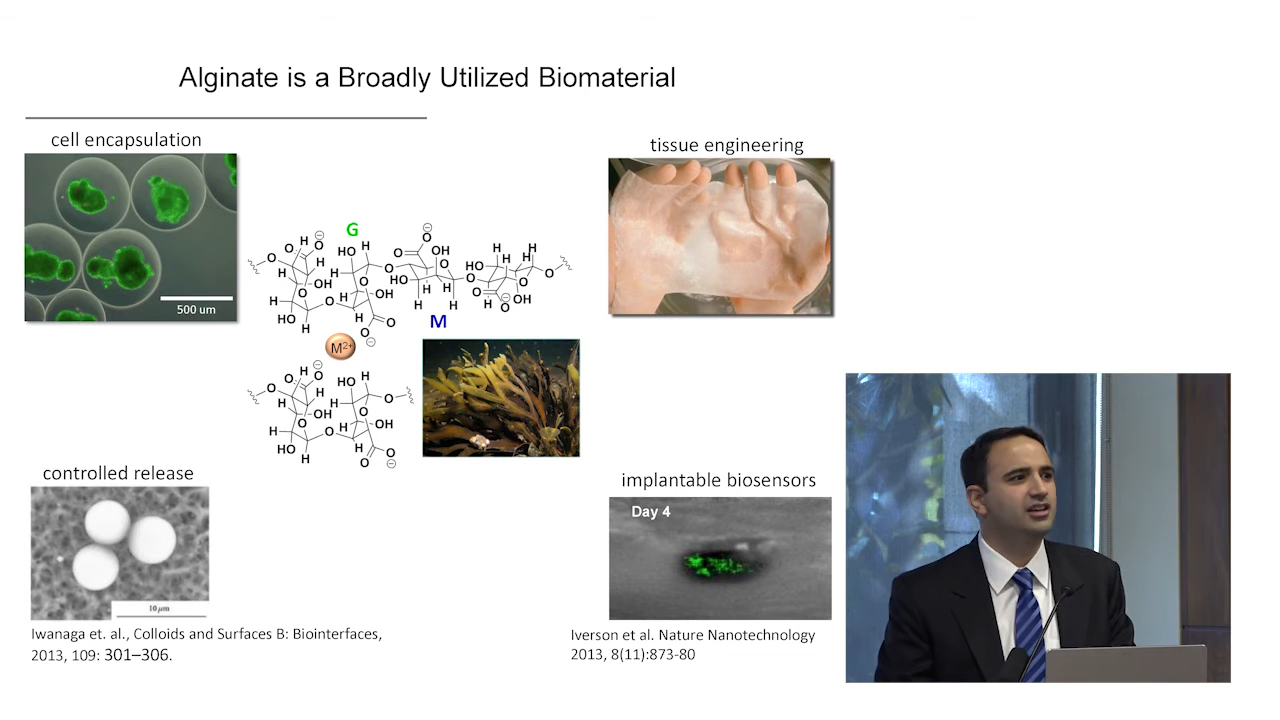 Alginate is a Broadly Utilized Biomaterial
cell encapsulation
500 um
G
M
M2+
tissue engineering
controlled release
10 μm
Iwanaga et. al., Colloids and Surfaces B: Biointerfaces,
2013, 109: 301–306.
implantable biosensors
Day 4
Iverson et al. Nature Nanotechnology
2013, 8(11):873-80